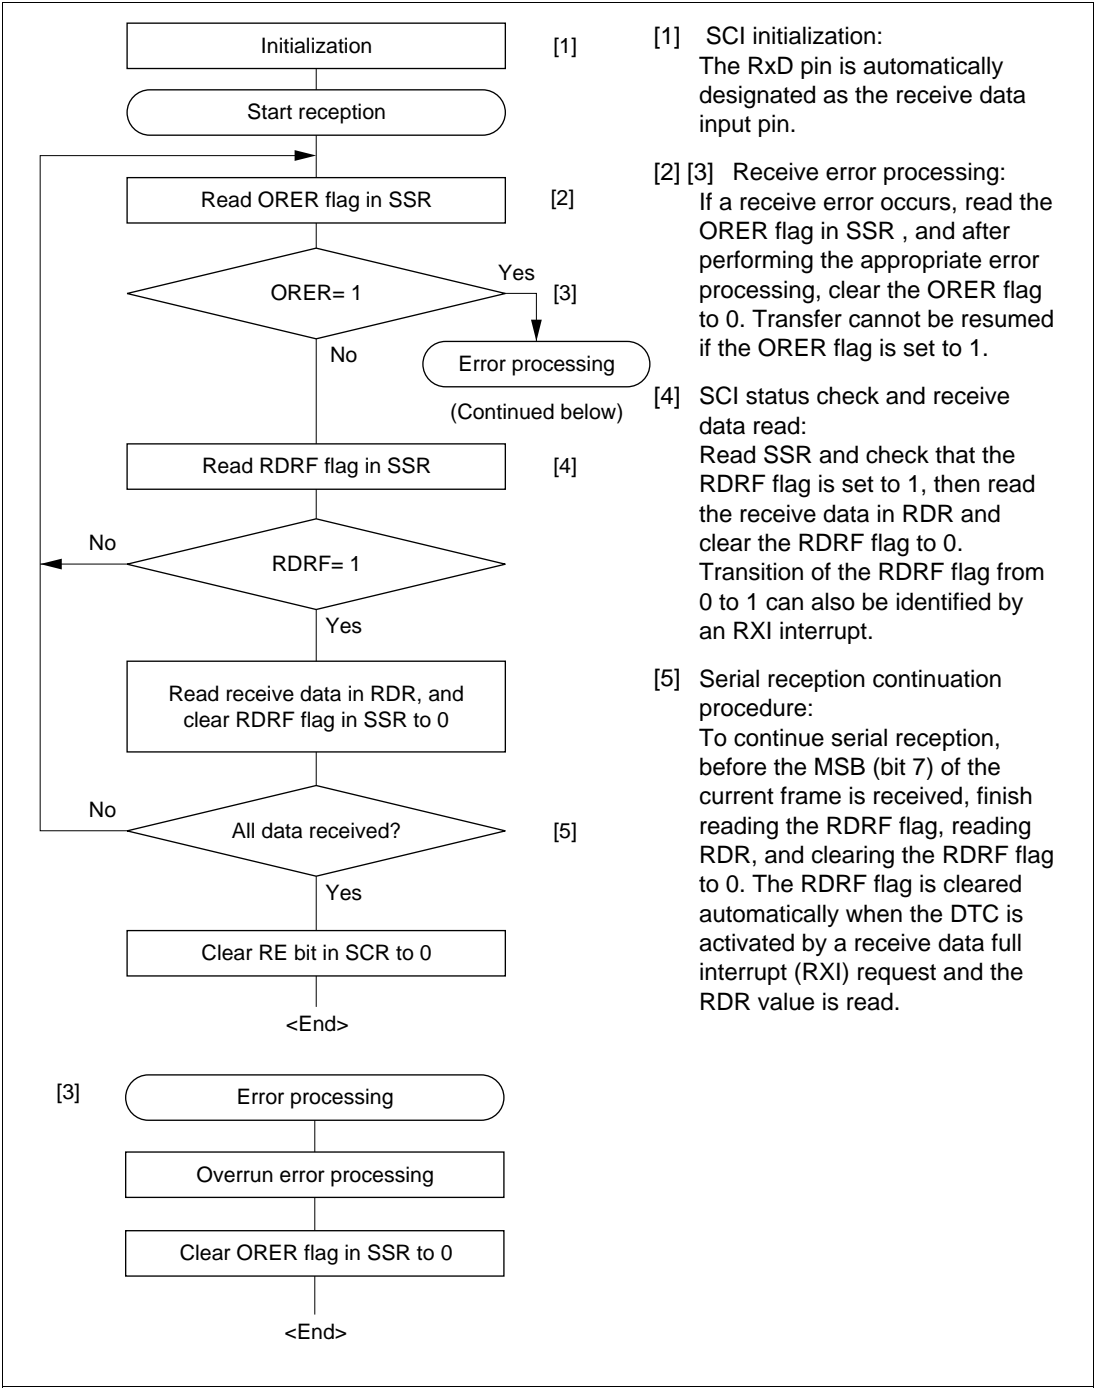 Initialization
[1]
Start reception
Read ORER flag in SSR
[2]
ORER= 1
Yes
[3]
No
Error processing
(Continued below)
Read RDRF flag in SSR
[4]
No
RDRF= 1
Yes
Read receive data in RDR, and
clear RDRF flag in SSR to 0
No
All data received?
[5]
Yes
Clear RE bit in SCR to 0
<End>
[3]
Error processing
Overrun error processing
Clear ORER flag in SSR to 0
<End>
[1] SCI initialization:
The RxD pin is automatically
designated as the receive data
input pin.
[2] [3] Receive error processing:
If a receive error occurs, read the
ORER flag in SSR , and after
performing the appropriate error
processing, clear the ORER flag
to 0. Transfer cannot be resumed
if the ORER flag is set to 1.
[4] SCI status check and receive
data read:
Read SSR and check that the
RDRF flag is set to 1, then read
the receive data in RDR and
clear the RDRF flag to 0.
Transition of the RDRF flag from
0 to 1 can also be identified by
an RXI interrupt.
[5] Serial reception continuation
procedure:
To continue serial reception,
before the MSB (bit 7) of the
current frame is received, finish
reading the RDRF flag, reading
RDR, and clearing the RDRF flag
to 0. The RDRF flag is cleared
automatically when the DTC is
activated by a receive data full
interrupt (RXI) request and the
RDR value is read.